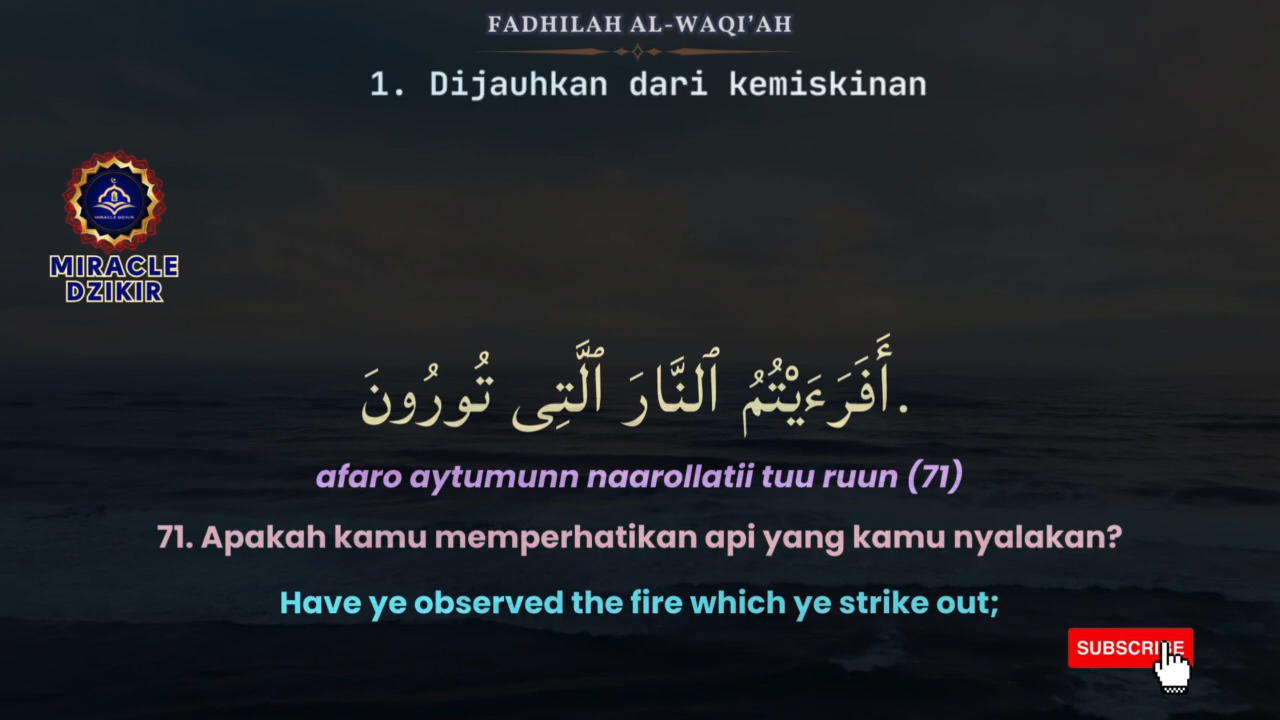 FADHILAH AL-WAQI'AH
1. Dijauhkan dari kemiskinan
MIRACLE DZIKIR
MIRACLE
DZIKIR
أَفَرَءَيْتُمُ ٱلنَّارَ ٱلَّتِى تُورُونَ.
afaro aytumunn naarollatii tuu ruun (71)
71. Apakah kamu memperhatikan api yang kamu nyalakan?
Have ye observed the fire which ye strike out;
SUBSCRIBE